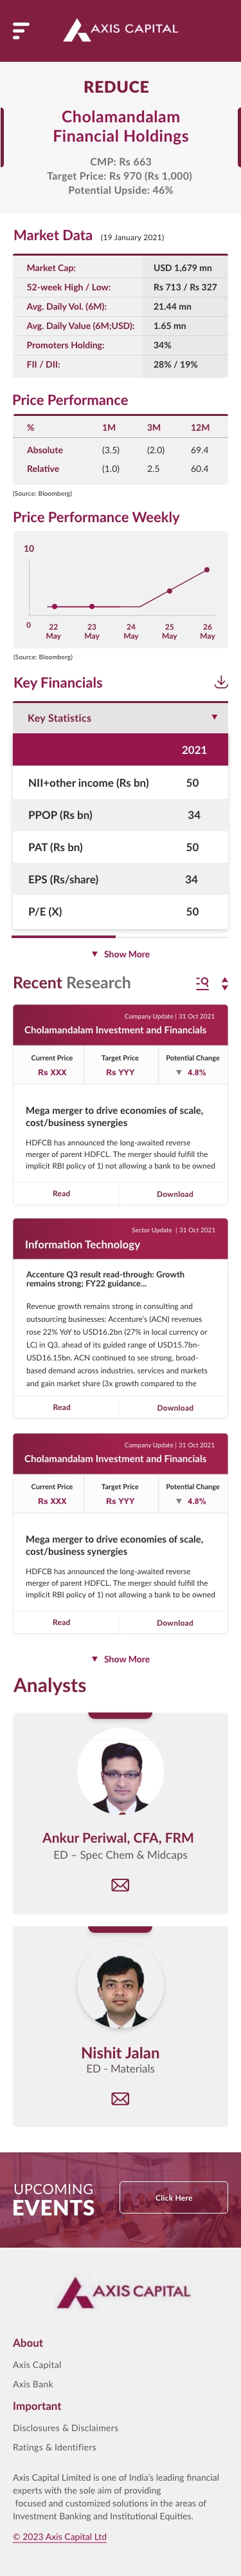 AXIS CAPITAL
REDUCE
Cholamandalam
Financial Holdings
CMP: Rs 663
Target Price: Rs 970 (Rs 1,000)
Potential Upside: 46%
Market Data (19 January 2021)
Market Cap: USD 1,679 mn
52-week High / Low: Rs 713 / Rs 327
Avg. Daily Vol. (6M): 21.44 mn
Avg. Daily Value (6M;USD): 1.65 mn
Promoters Holding: 34%
FII / DII: 28% / 19%
Price Performance
% 1M 3M 12M
Absolute (3.5) (2.0) 69.4
Relative (1.0) 2.5 60.4
(Source: Bloomberg)
Price Performance Weekly
10
0 22 23 24 25 26
May May May May May
(Source: Bloomberg)
Key Financials
Key Statistics
2021
NII+other income (Rs bn) 50
PPOP (Rs bn) 34
PAT (Rs bn) 50
EPS (Rs/share) 34
P/E (X) 50
Show More
Recent Research
Company Update | 31 Oct 2021
Cholamandalam Investment and Financials
Current Price Target Price Potential Change
Rs XXX Rs YYY 4.8%
Mega merger to drive economies of scale,
cost/business synergies
HDFCB has announced the long-awaited reverse
merger of parent HDFCL. The merger should fulfill the
implicit RBI policy of 1) not allowing a bank to be owned
Read Download
Sector Update | 31 Oct 2021
Information Technology
Accenture Q3 result read-through: Growth
remains strong; FY22 guidance...
Revenue growth remains strong in consulting and
outsourcing businesses: Accenture's (ACN) revenues
rose 22% YoY to USD16.2bn (27% in local currency or
LC) in Q3, ahead of its guided range of USD15.7bn-
USD16.15bn. ACN continued to see strong, broad-
based demand across industries, services and markets
and gain market share (3x growth compared to the
Read Download
Company Update | 31 Oct 2021
Cholamandalam Investment and Financials
Current Price Target Price Potential Change
Rs XXX Rs YYY 4.8%
Mega merger to drive economies of scale,
cost/business synergies
HDFCB has announced the long-awaited reverse
merger of parent HDFCL. The merger should fulfill the
implicit RBI policy of 1) not allowing a bank to be owned
Read Download
Show More
Analysts
Ankur Periwal, CFA, FRM
ED – Spec Chem & Midcaps
Nishit Jalan
ED - Materials
UPCOMING
EVENTS
Click Here
AXIS CAPITAL
About
Axis Capital
Axis Bank
Important
Disclosures & Disclaimers
Ratings & Identifiers
Axis Capital Limited is one of India's leading financial
experts with the sole aim of providing
focused and customized solutions in the areas of
Investment Banking and Institutional Equities.
© 2023 Axis Capital Ltd